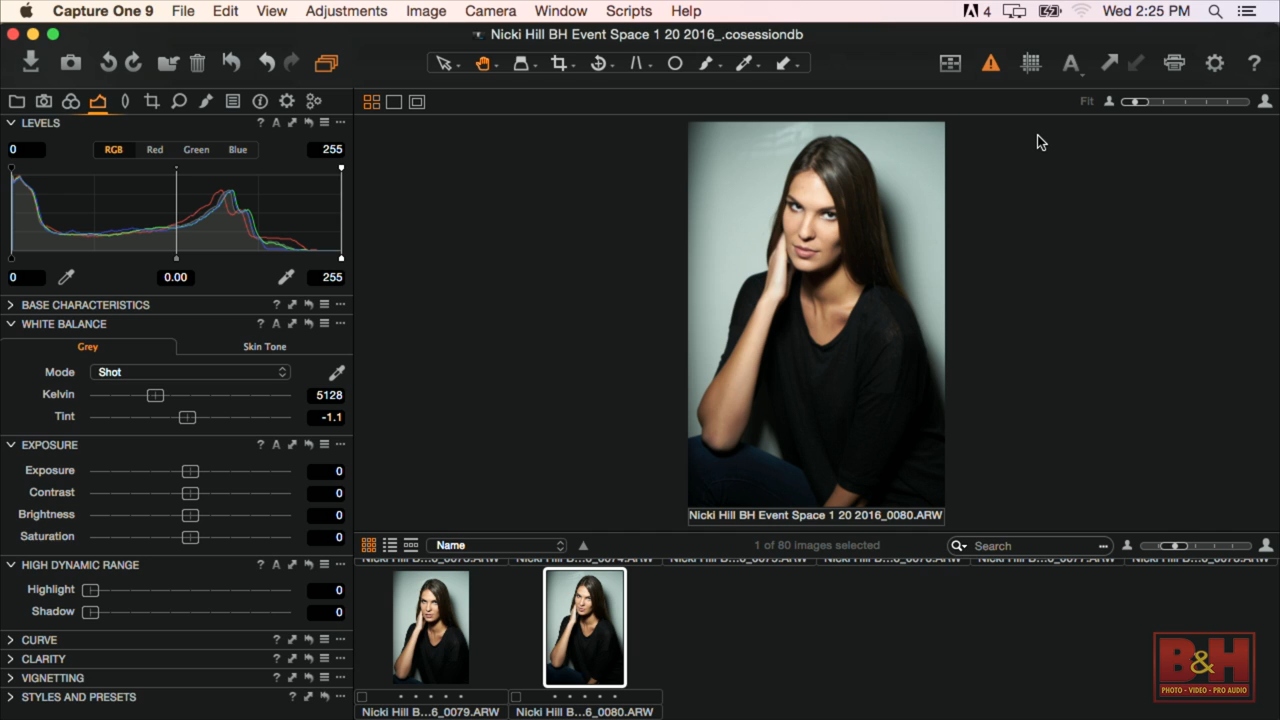 Capture One 9 File Edit View Adjustments Image Camera Window Scripts Help 4 Wed 2:25 PM
Nicki Hill BH Event Space 1 20 2016_.cosessiondb
A ?
Fit
LEVELS ? A
0 RGB Red Green Blue 255
0 0.00 255
BASE CHARACTERISTICS ?
WHITE BALANCE ? A
Grey Skin Tone
Mode Shot
Kelvin 5128
Tint -1.1
EXPOSURE ? A
Exposure 0
Contrast 0
Brightness 0
Saturation 0
HIGH DYNAMIC RANGE ? A
Highlight 0
Shadow 0
CURVE ?
CLARITY ?
VIGNETTING ?
STYLES AND PRESETS ?
Nicki Hill BH Event Space 1 20 2016_0080.ARW
Name 1 of 80 images selected Search
Nicki Hill B...6_0079.ARW Nicki Hill B...6_0080.ARW
B&H
PHOTO • VIDEO • PRO AUDIO